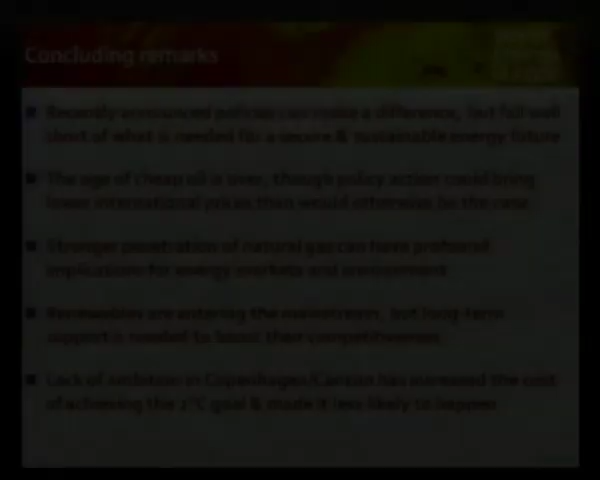 Concluding remarks
Recently announced policies can make a difference, but fall well
short of what is needed for a secure & sustainable energy future
The age of cheap oil is over, though policy action could bring
lower international prices than would otherwise be the case
Stronger penetration of natural gas can have profound
implications for energy markets and environment
Renewables are entering the mainstream, but long-term
support is needed to boost their competitiveness
Lack of ambition in Copenhagen/Cancun has increased the cost
of achieving the 2°C goal & made it less likely to happen